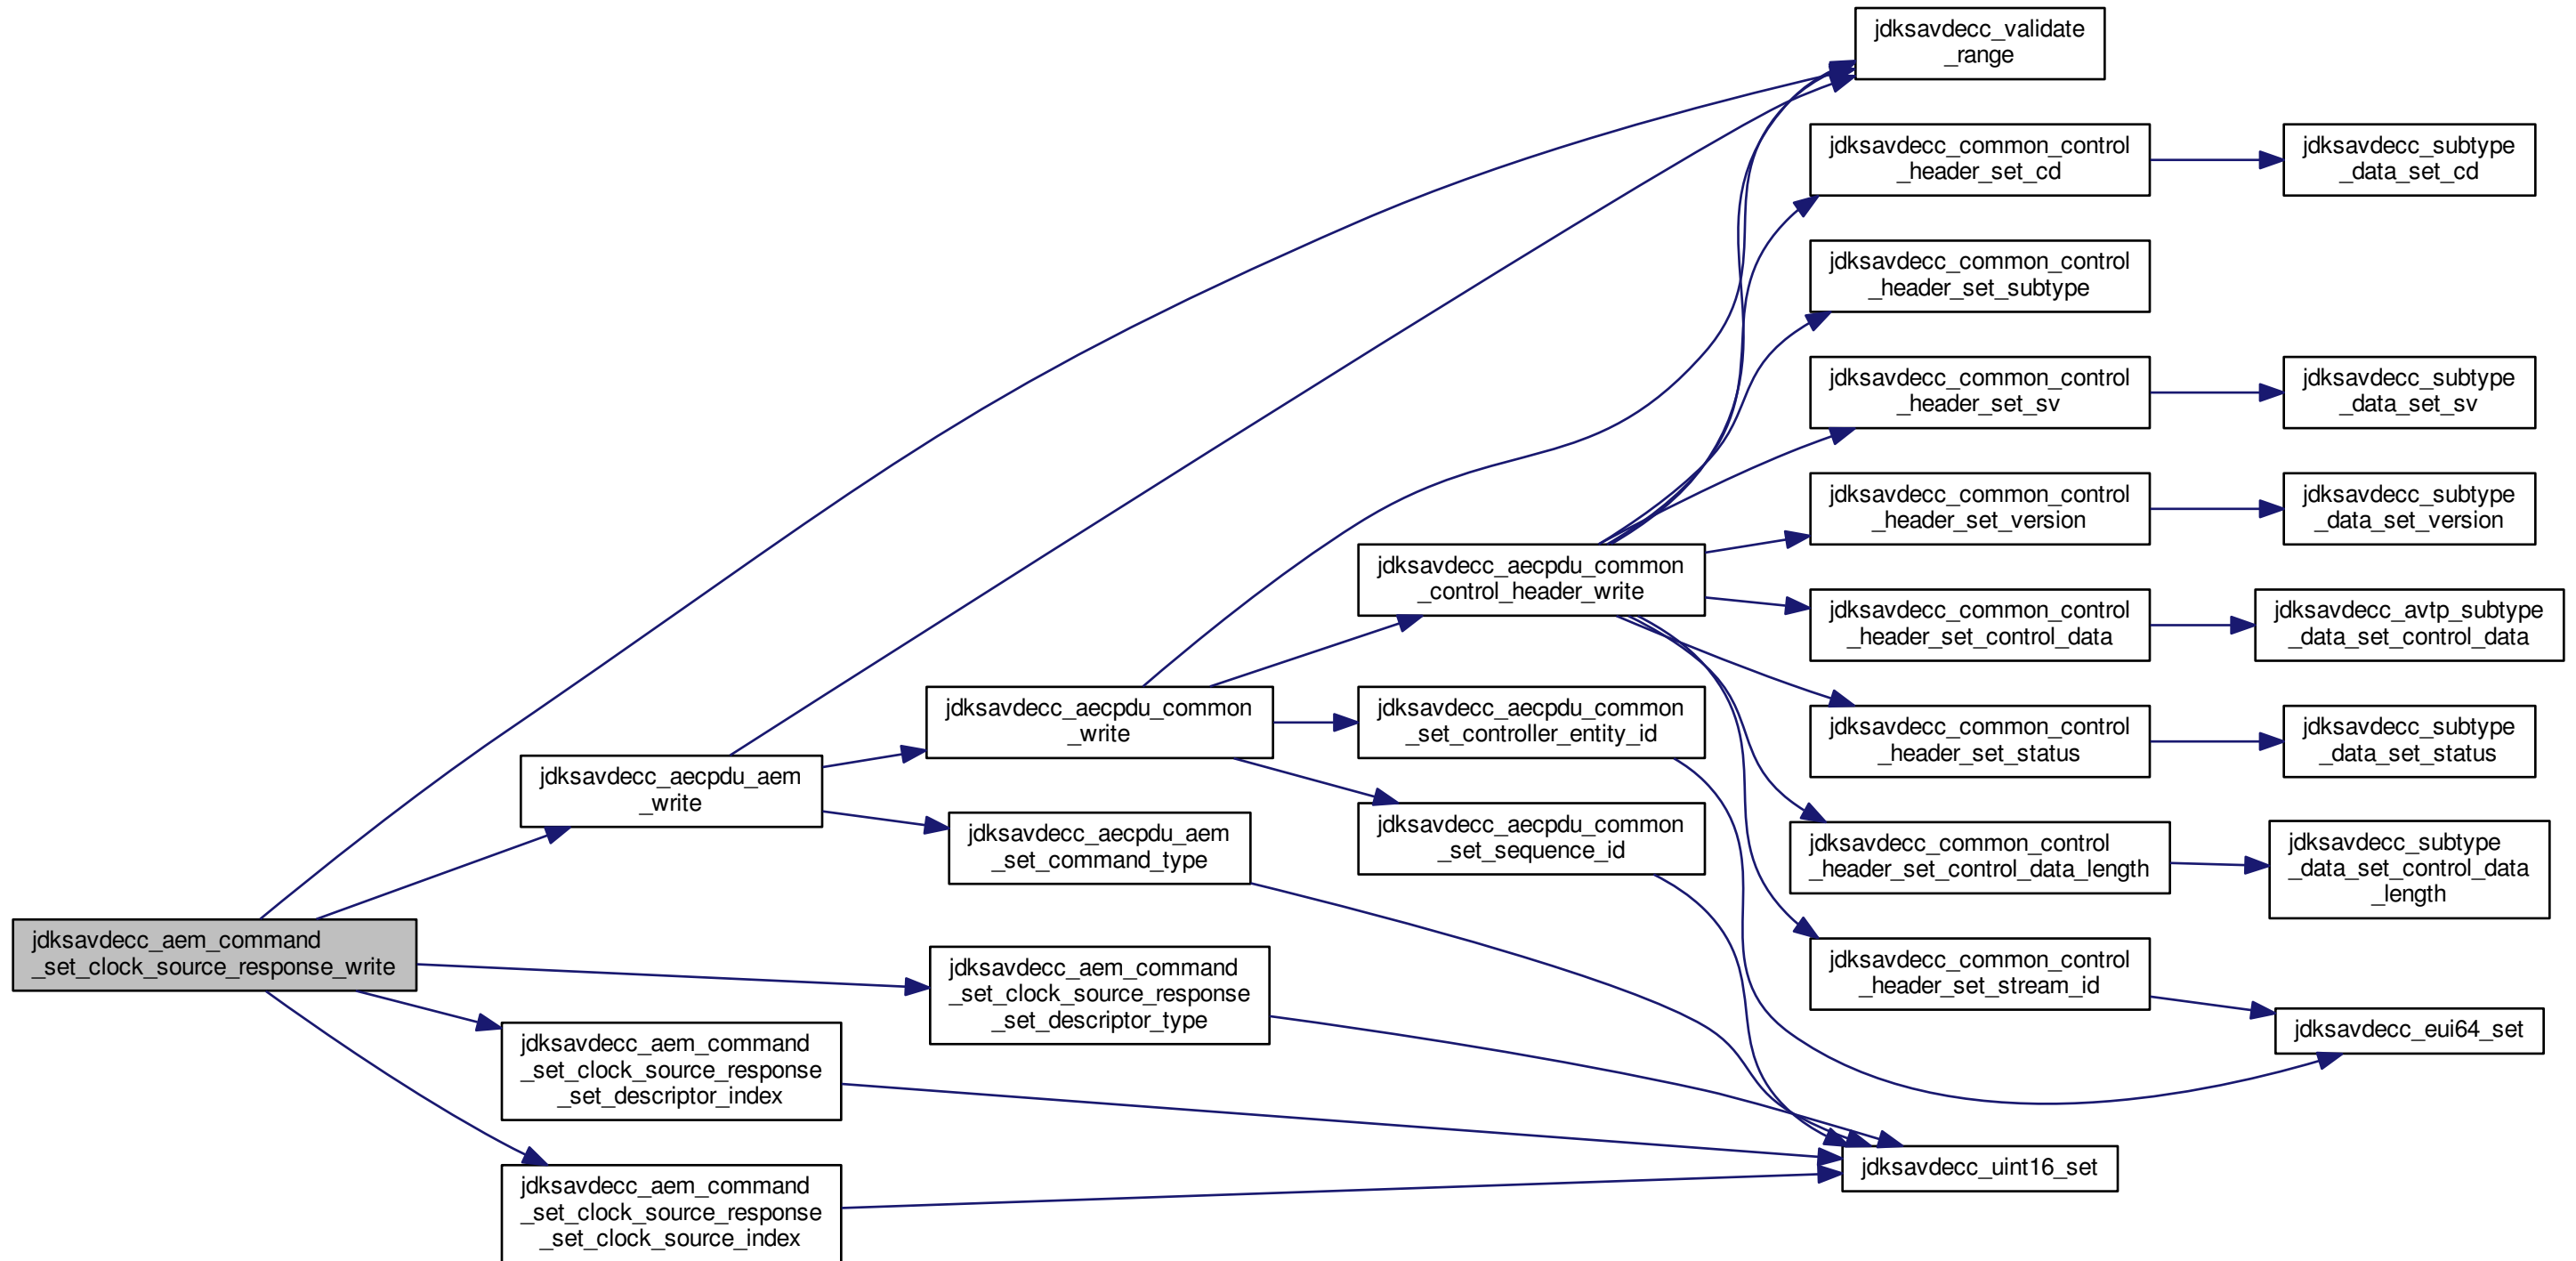 jdksavdecc_validate
_range
jdksavdecc_common_control
_header_set_cd
jdksavdecc_subtype
_data_set_cd
jdksavdecc_common_control
_header_set_subtype
jdksavdecc_common_control
_header_set_sv
jdksavdecc_subtype
_data_set_sv
jdksavdecc_common_control
_header_set_version
jdksavdecc_subtype
_data_set_version
jdksavdecc_aecpdu_common
_control_header_write
jdksavdecc_common_control
_header_set_control_data
jdksavdecc_avtp_subtype
_data_set_control_data
jdksavdecc_aecpdu_common
_write
jdksavdecc_aecpdu_common
_set_controller_entity_id
jdksavdecc_common_control
_header_set_status
jdksavdecc_subtype
_data_set_status
jdksavdecc_aecpdu_aem
_write
jdksavdecc_aecpdu_aem
_set_command_type
jdksavdecc_aecpdu_common
_set_sequence_id
jdksavdecc_common_control
_header_set_control_data_length
jdksavdecc_subtype
_data_set_control_data
_length
jdksavdecc_aem_command
_set_clock_source_response_write
jdksavdecc_aem_command
_set_clock_source_response
_set_descriptor_type
jdksavdecc_common_control
_header_set_stream_id
jdksavdecc_eui64_set
jdksavdecc_aem_command
_set_clock_source_response
_set_descriptor_index
jdksavdecc_uint16_set
jdksavdecc_aem_command
_set_clock_source_response
_set_clock_source_index